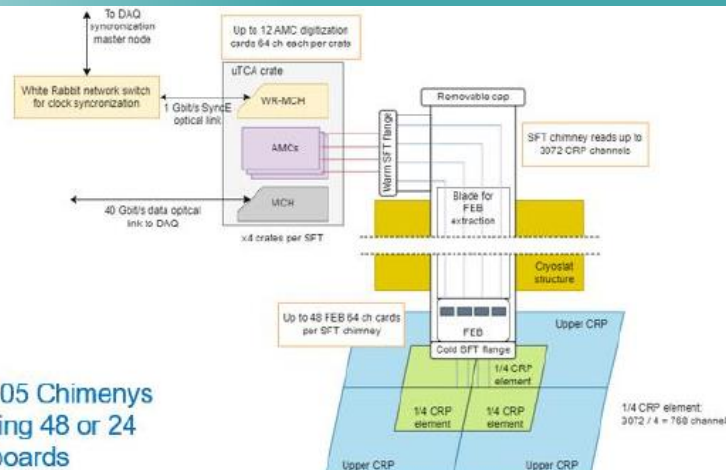 To DAQ
syncronization
master node
Up to 12 AMC digitization
cards 64 ch each per crate
uTCA crate
White Rabbit network switch
for clock syncronization
1 Gbit/s SyncE
optical link
WR-MCH
AMCs
MCH
40 Gbit/s data optical
link to DAQ
x4 crates per SFT
Removable cap
Warm SFT flange
SFT chimney reads up to
3072 CRP channels
Blade for
FEB
extraction
Cryostat
structure
Up to 48 FEB 64 ch cards
per SFT chimney
FEB
Cold SFT flange
Upper CRP
1/4 CRP
element
1/4 CRP
element
1/4 CRP
element
1/4 CRP element:
3072 / 4 = 768 channel
Upper CRP
Upper CRP
05 Chimenys
ing 48 or 24
boards